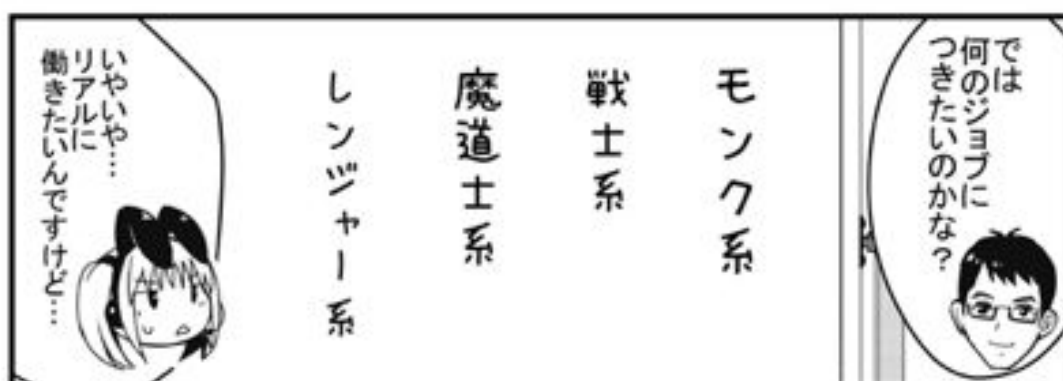 では
何のジョブに
つきたいのかな？
モンク系
戦士系
魔道士系
レンジャー系
いやいや…
リアルに
働きたいんですけど…